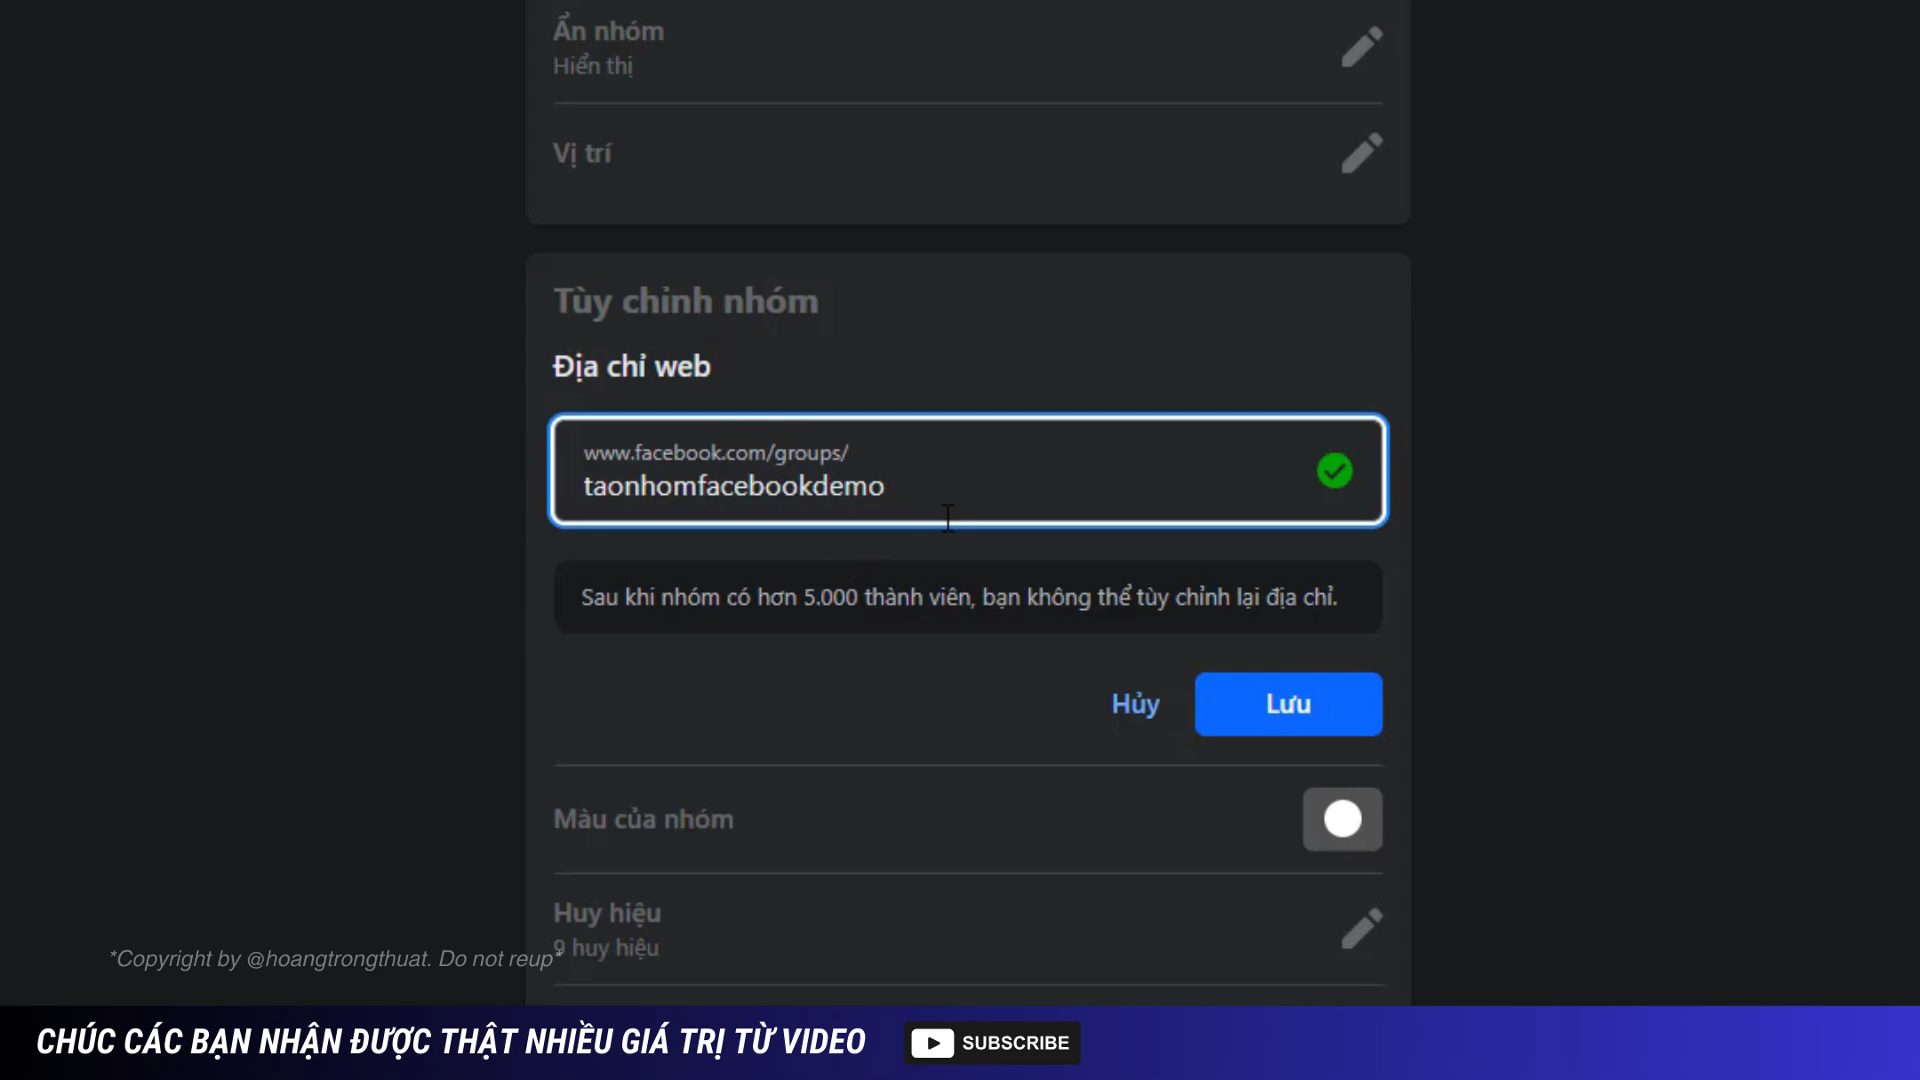 Ẩn nhóm
Hiển thị
Vị trí
Tùy chỉnh nhóm
Địa chỉ web
www.facebook.com/groups/
taonhomfacebookdemo
Sau khi nhóm có hơn 5.000 thành viên, bạn không thể tùy chỉnh lại địa chỉ.
Hủy
Lưu
Màu của nhóm
Huy hiệu
9 huy hiệu
*Copyright by @hoangtrongthuat. Do not reup*
CHÚC CÁC BẠN NHẬN ĐƯỢC THẬT NHIỀU GIÁ TRỊ TỪ VIDEO
SUBSCRIBE